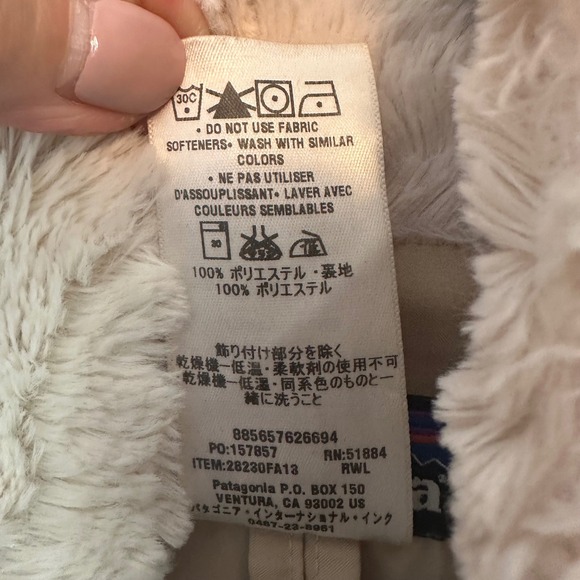 30C
• DO NOT USE FABRIC
SOFTENERS• WASH WITH SIMILAR
COLORS
• NE PAS UTILISER
D'ASSOUPLISSANT• LAVER AVEC
COULEURS SEMBLABLES
30
100% ポリエステル・裏地
100% ポリエステル
飾り付け部分を除く
乾燥機一低温・柔軟剤の使用不可
乾燥機一低温・同系色のものと一
緒に洗うこと
885657626694
PO:157857 RN:51884
ITEM:28230FA13 RWL
Patagonia P.O. BOX 150
VENTURA, CA 93002 US
パタゴニア・インターナショナル・インク
0467-23-8961
a